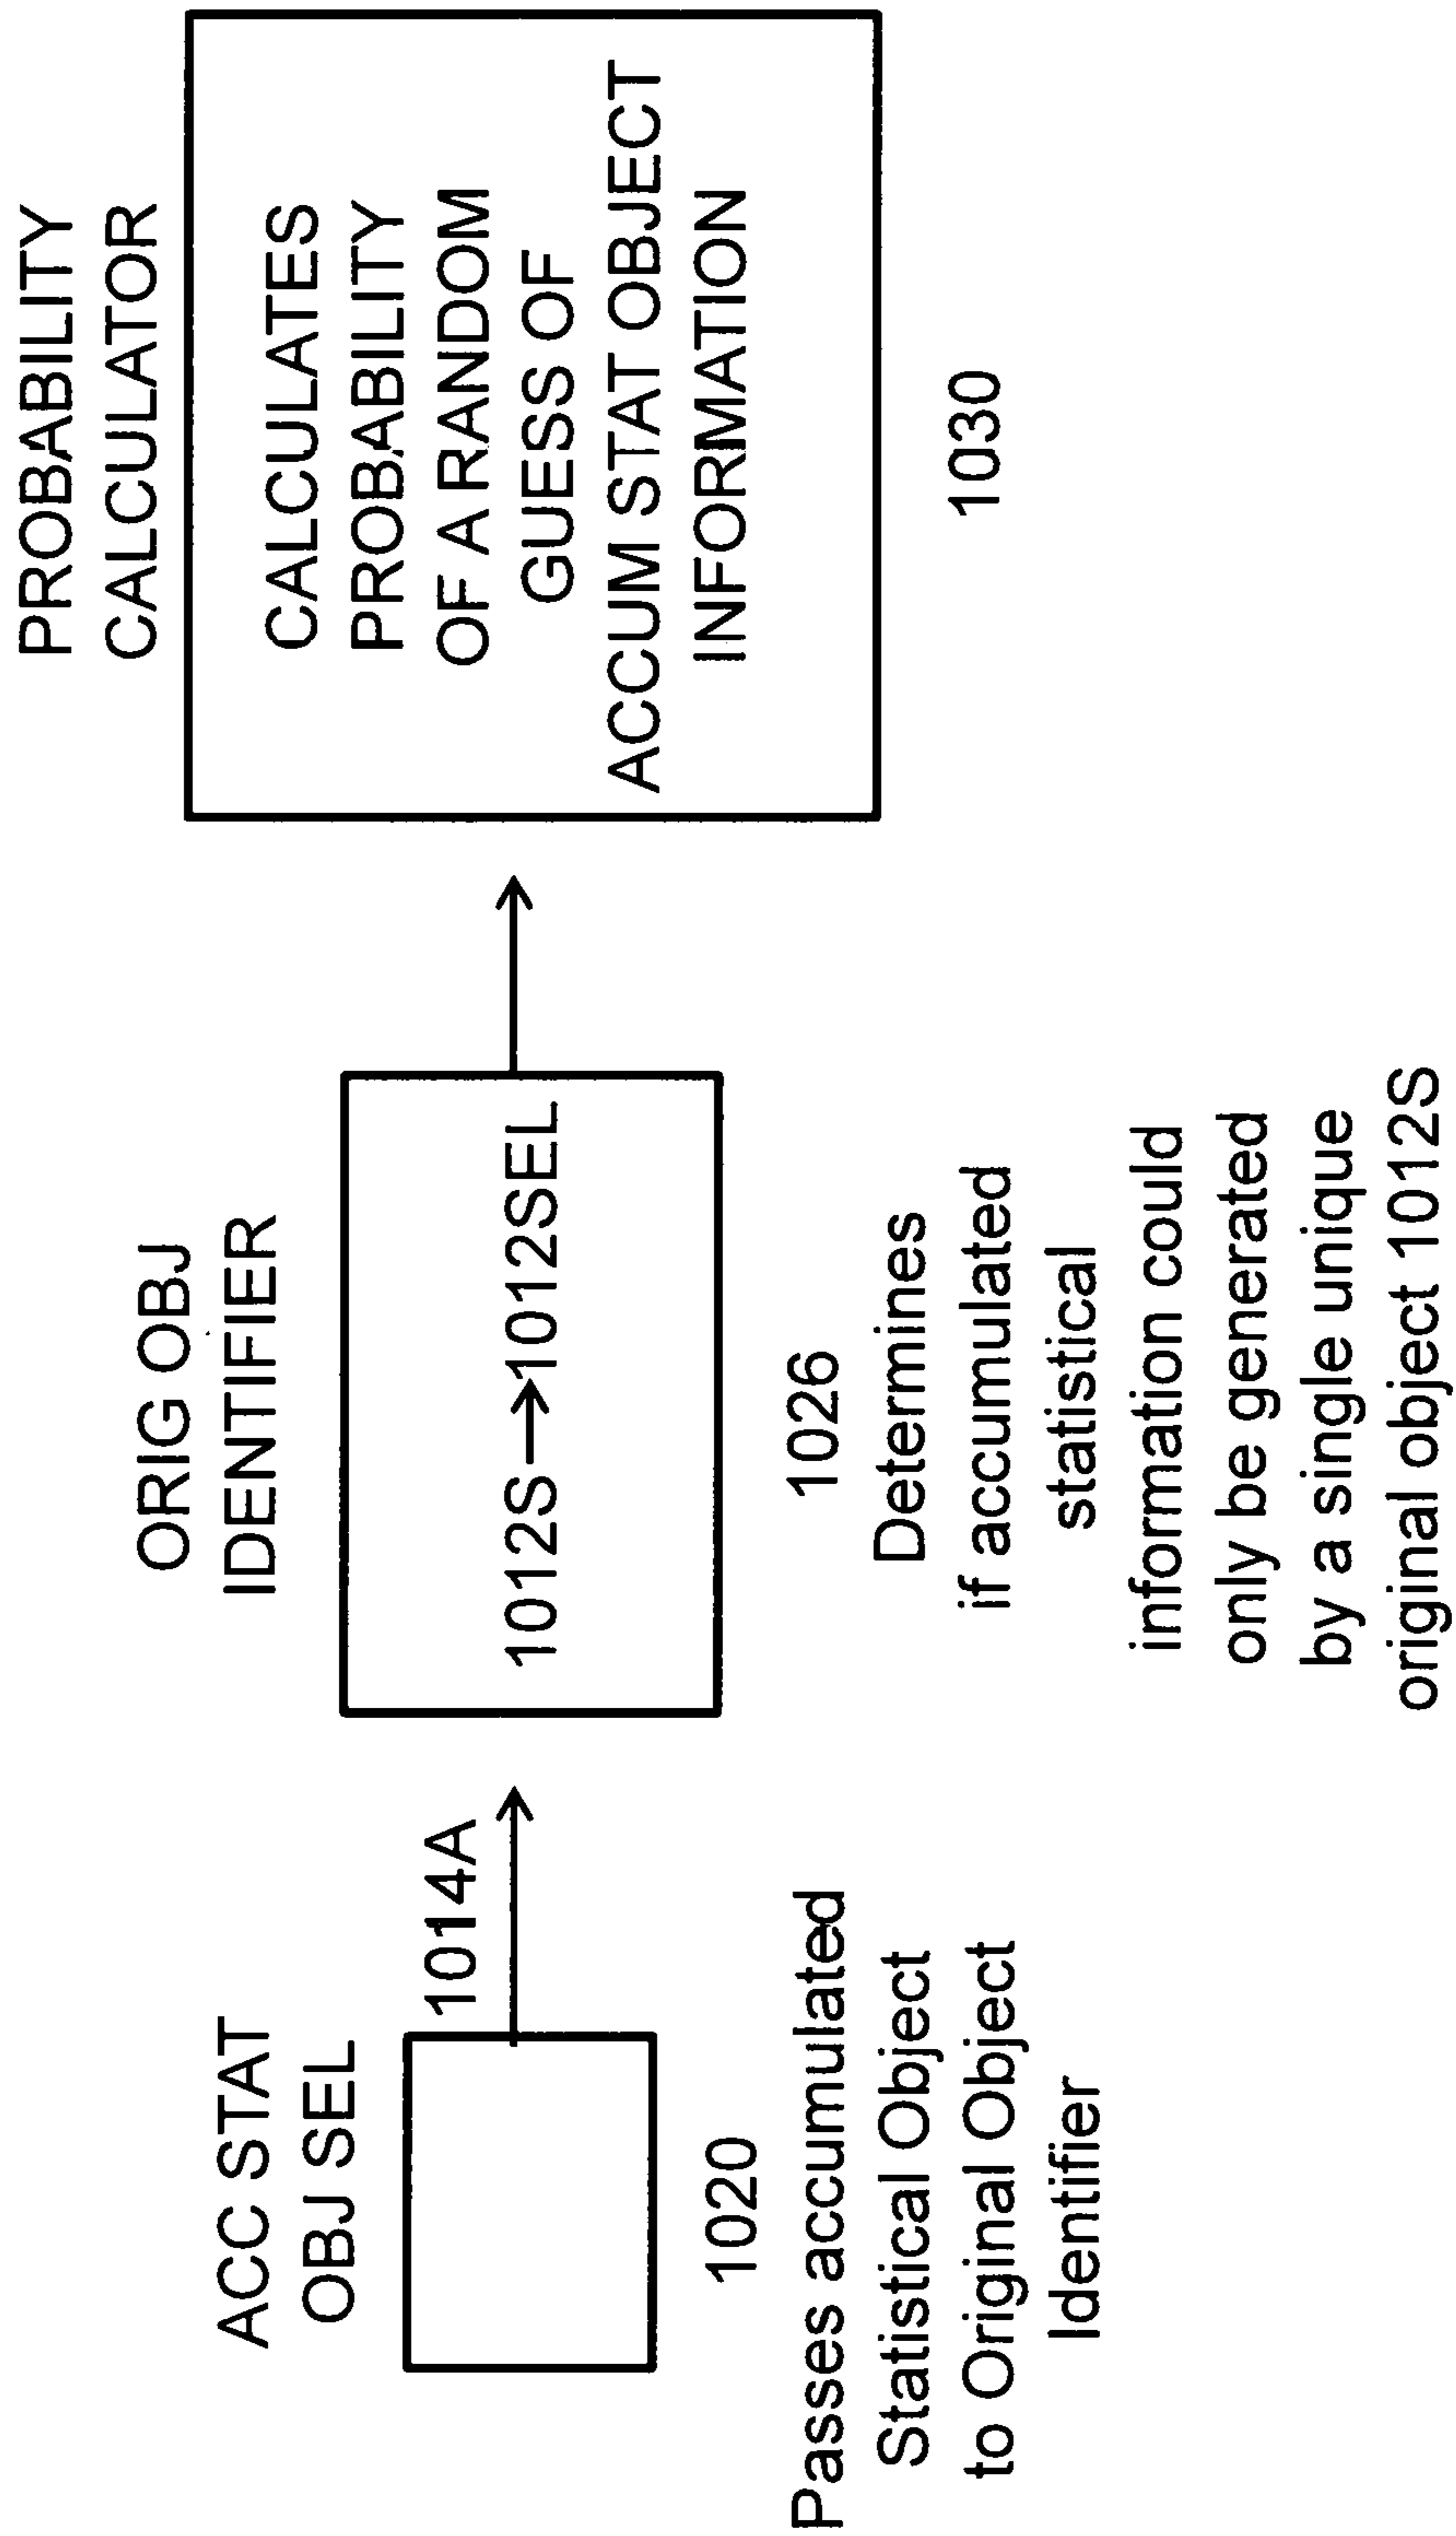 ACC STAT
OBJ SEL
1014A
1020
Passes accumulated
Statistical Object
to Original Object
Identifier
ORIG OBJ
IDENTIFIER
1012S→1012SEL
1026
Determines
if accumulated
statistical
information could
only be generated
by a single unique
original object 1012S
PROBABILITY
CALCULATOR
CALCULATES
PROBABILITY
OF A RANDOM
GUESS OF
ACCUM STAT OBJECT
INFORMATION
1030